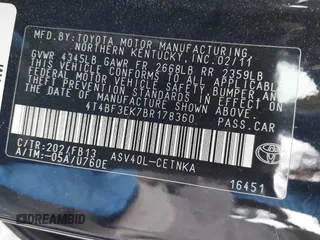 MFD.BY:TOYOTA MOTOR MANUFACTURING,
NORTHERN KENTUCKY,INC.02/11
GVWR 4345LB GAWR FR 2668LB RR 2359LB
THIS VEHICLE CONFORMS TO ALL APPLICABLE
FEDERAL MOTOR VEHICLE SAFETY, BUMPER, AND
THEFT PREVENTION STANDARDS IN EFFECT ON
THE DATE OF MANUFACTURE SHOWN ABOVE.
4T4BF3EK7BR178360
PASS.CAR
C/TR:202/FB13 ASV40L-CETNKA
A/TM:-05A/U760E
16451
DREAMBID